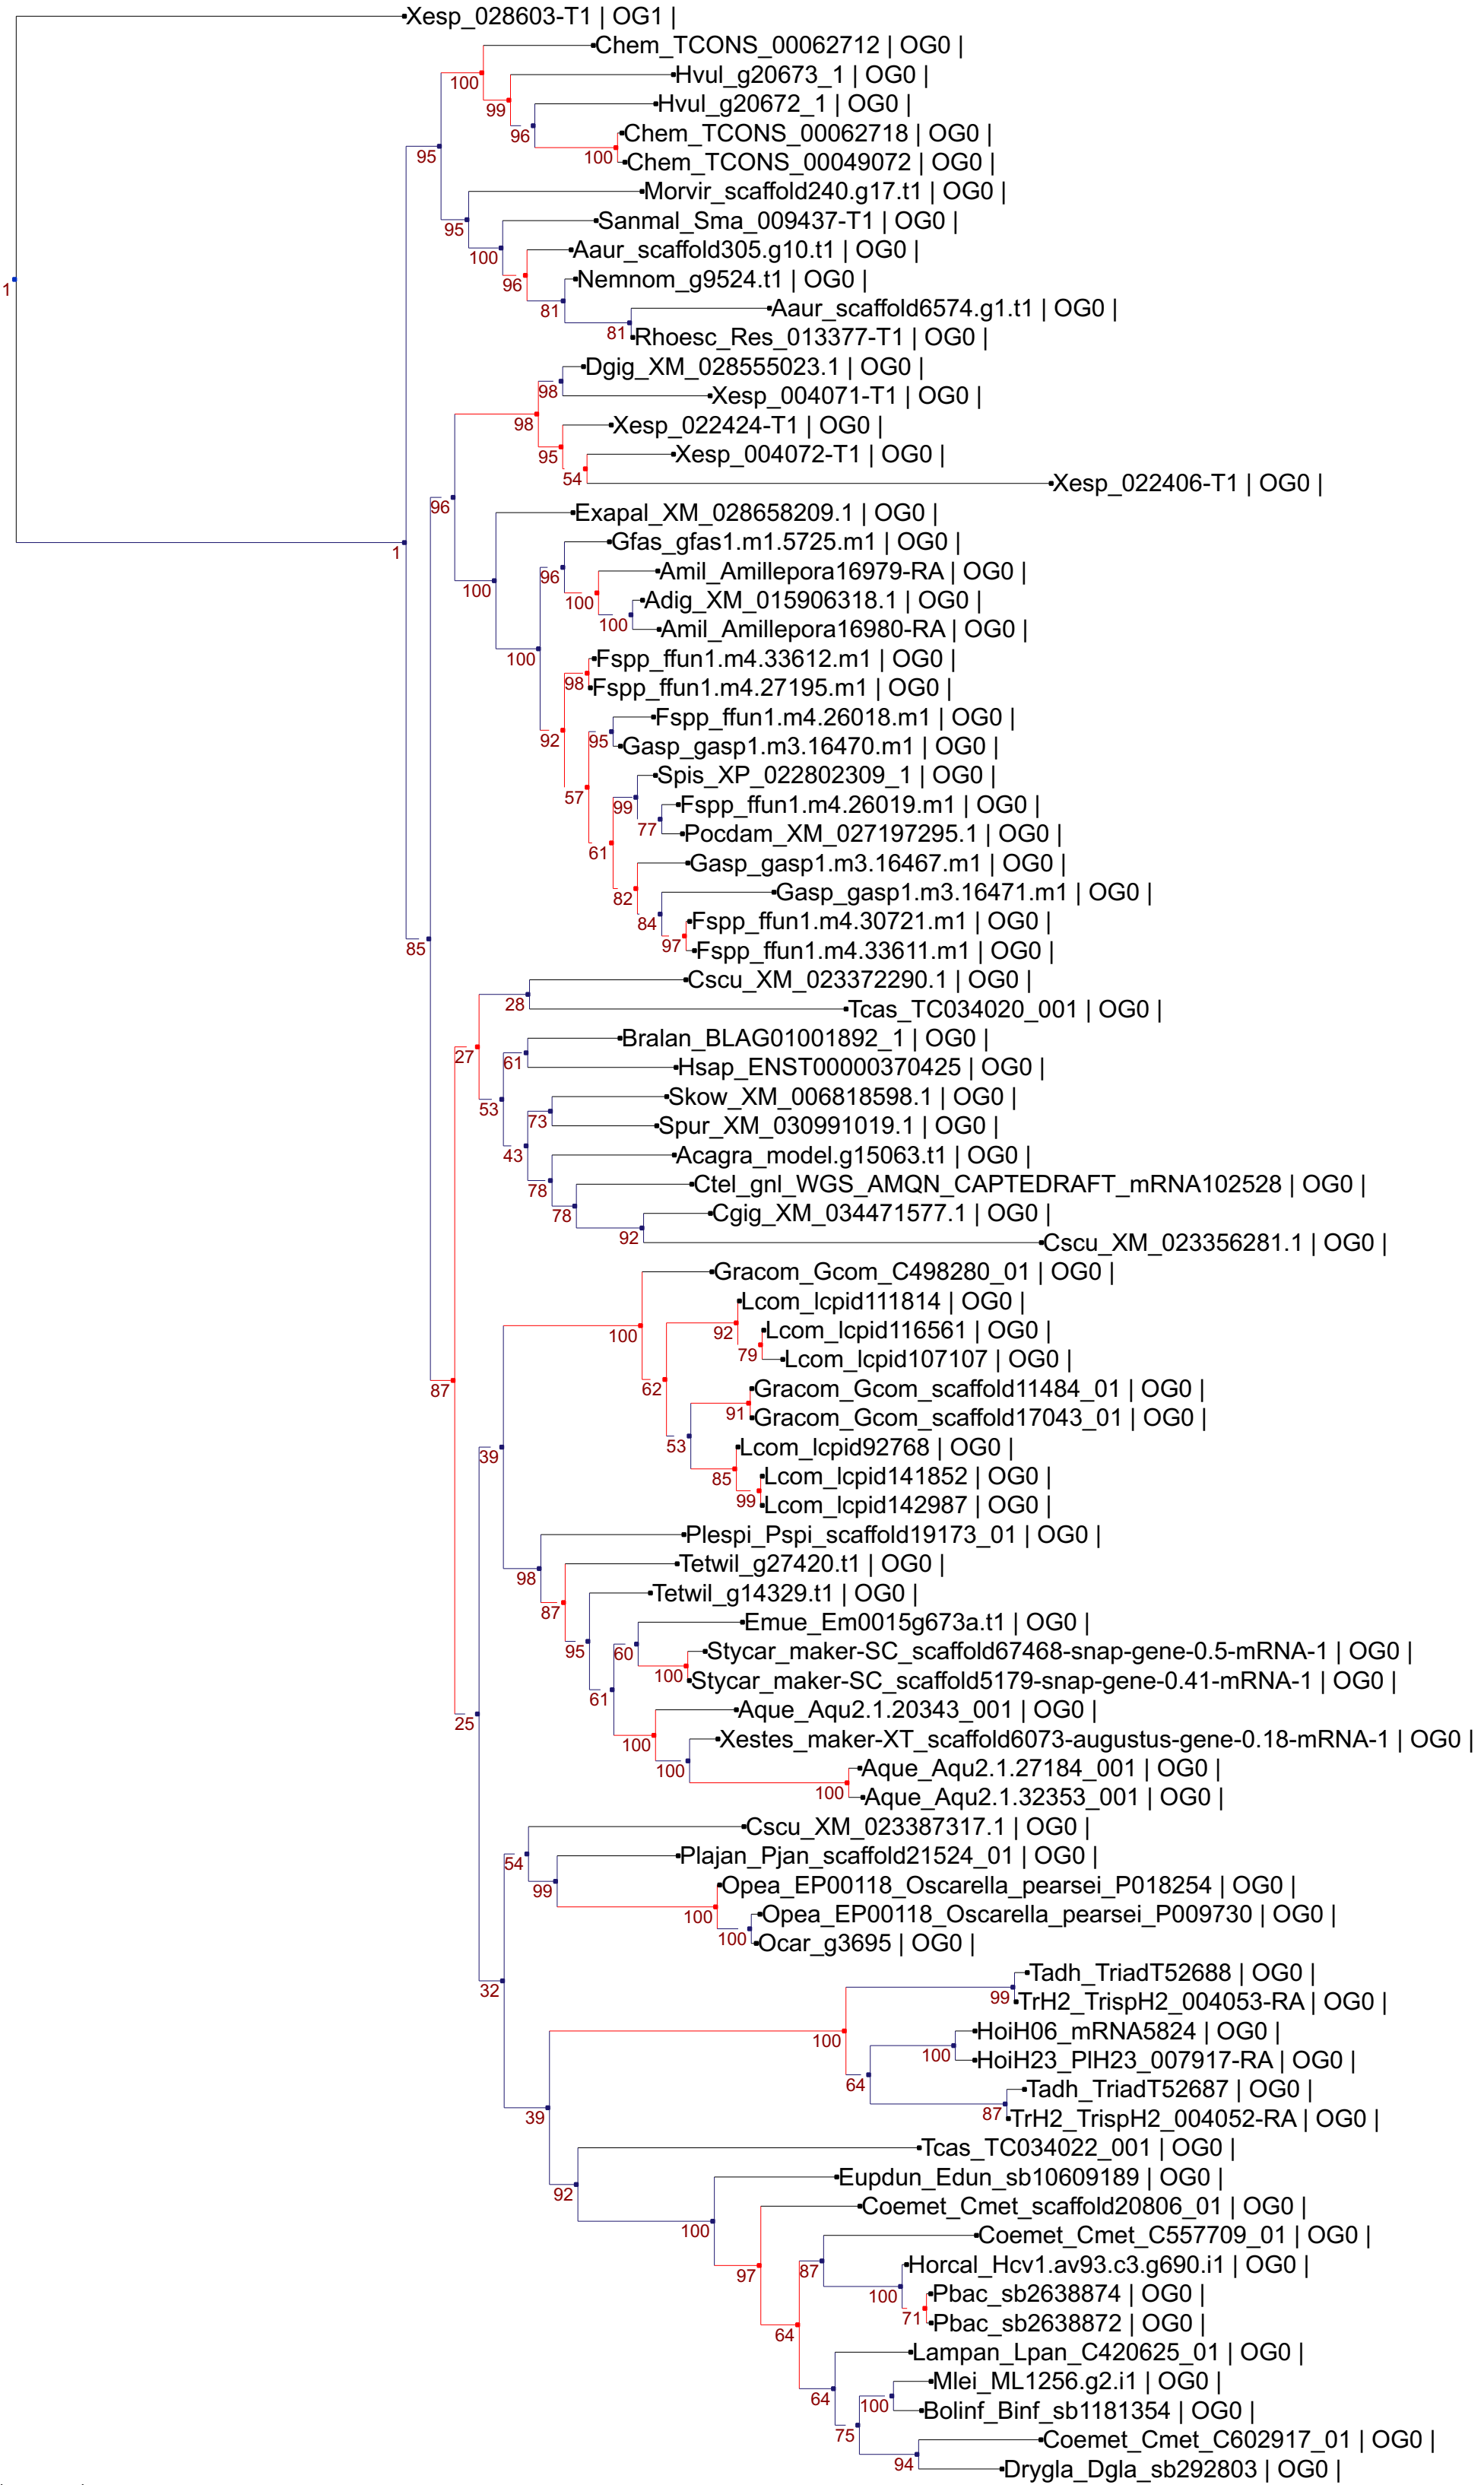 Xesp_028603-T1 | OG1 |
Chem_TCONS_00062712 | OG0 |
100
Hvul_g20673_1 | OG0 |
99
Hvul_g20672_1 | OG0 |
96
Chem_TCONS_00062718 | OG0 |
100
95
Chem_TCONS_00049072 | OG0 |
Morvir_scaffold240.g17.t1 | OG0 |
95
Sanmal_Sma_009437-T1 | OG0 |
100
Aaur_scaffold305.g10.t1 | OG0 |
96
1
Nemnom_g9524.t1 | OG0 |
81
Aaur_scaffold6574.g1.t1 | OG0 |
81
Rhoesc_Res_013377-T1 | OG0 |
Dgig_XM_028555023.1 | OG0 |
98
Xesp_004071-T1 | OG0 |
98
Xesp_022424-T1 | OG0 |
95
Xesp_004072-T1 | OG0 |
54
Xesp_022406-T1 | OG0 |
96
Exapal_XM_028658209.1 | OG0 |
1
Gfas_gfas1.m1.5725.m1 | OG0 |
96
Amil_Amillepora16979-RA | OG0 |
100
100
Adig_XM_015906318.1 | OG0 |
100
Amil_Amillepora16980-RA | OG0 |
100
Fspp_ffun1.m4.33612.m1 | OG0 |
98
Fspp_ffun1.m4.27195.m1 | OG0 |
Fspp_ffun1.m4.26018.m1 | OG0 |
92
95
Gasp_gasp1.m3.16470.m1 | OG0 |
Spis_XP_022802309_1 | OG0 |
57
99
Fspp_ffun1.m4.26019.m1 | OG0 |
77
Pocdam_XM_027197295.1 | OG0 |
61
Gasp_gasp1.m3.16467.m1 | OG0 |
82
Gasp_gasp1.m3.16471.m1 | OG0 |
84
Fspp_ffun1.m4.30721.m1 | OG0 |
97
85
Fspp_ffun1.m4.33611.m1 | OG0 |
Cscu_XM_023372290.1 | OG0 |
28
Tcas_TC034020_001 | OG0 |
Bralan_BLAG01001892_1 | OG0 |
27
61
Hsap_ENST00000370425 | OG0 |
Skow_XM_006818598.1 | OG0 |
53
73
Spur_XM_030991019.1 | OG0 |
43
Acagra_model.g15063.t1 | OG0 |
78
Ctel_gnl_WGS_AMQN_CAPTEDRAFT_mRNA102528 | OG0 |
78
Cgig_XM_034471577.1 | OG0 |
92
Cscu_XM_023356281.1 | OG0 |
Gracom_Gcom_C498280_01 | OG0 |
Lcom_lcpid111814 | OG0 |
100
92
Lcom_lcpid116561 | OG0 |
79
Lcom_lcpid107107 | OG0 |
87
62
Gracom_Gcom_scaffold11484_01 | OG0 |
91
Gracom_Gcom_scaffold17043_01 | OG0 |
53
Lcom_lcpid92768 | OG0 |
39
85
Lcom_lcpid141852 | OG0 |
99
Lcom_lcpid142987 | OG0 |
Plespi_Pspi_scaffold19173_01 | OG0 |
Tetwil_g27420.t1 | OG0 |
98
Tetwil_g14329.t1 | OG0 |
87
Emue_Em0015g673a.t1 | OG0 |
95
60
Stycar_maker-SC_scaffold67468-snap-gene-0.5-mRNA-1 | OG0 |
100
Stycar_maker-SC_scaffold5179-snap-gene-0.41-mRNA-1 | OG0 |
61
Aque_Aqu2.1.20343_001 | OG0 |
25
100
Xestes_maker-XT_scaffold6073-augustus-gene-0.18-mRNA-1 | OG0 |
100
Aque_Aqu2.1.27184_001 | OG0 |
100
Aque_Aqu2.1.32353_001 | OG0 |
Cscu_XM_023387317.1 | OG0 |
54
Plajan_Pjan_scaffold21524_01 | OG0 |
99
Opea_EP00118_Oscarella_pearsei_P018254 | OG0 |
100
Opea_EP00118_Oscarella_pearsei_P009730 | OG0 |
100
Ocar_g3695 | OG0 |
Tadh_TriadT52688 | OG0 |
32
99
TrH2_TrispH2_004053-RA | OG0 |
HoiH06_mRNA5824 | OG0 |
100
100
HoiH23_PlH23_007917-RA | OG0 |
64
Tadh_TriadT52687 | OG0 |
39
87
TrH2_TrispH2_004052-RA | OG0 |
Tcas_TC034022_001 | OG0 |
Eupdun_Edun_sb10609189 | OG0 |
92
Coemet_Cmet_scaffold20806_01 | OG0 |
100
Coemet_Cmet_C557709_01 | OG0 |
Horcal_Hcv1.av93.c3.g690.i1 | OG0 |
97
87
Pbac_sb2638874 | OG0 |
100
71
Pbac_sb2638872 | OG0 |
64
Lampan_Lpan_C420625_01 | OG0 |
Mlei_ML1256.g2.i1 | OG0 |
64
100
Bolinf_Binf_sb1181354 | OG0 |
75
Coemet_Cmet_C602917_01 | OG0 |
94
Drygla_Dgla_sb292803 | OG0 |